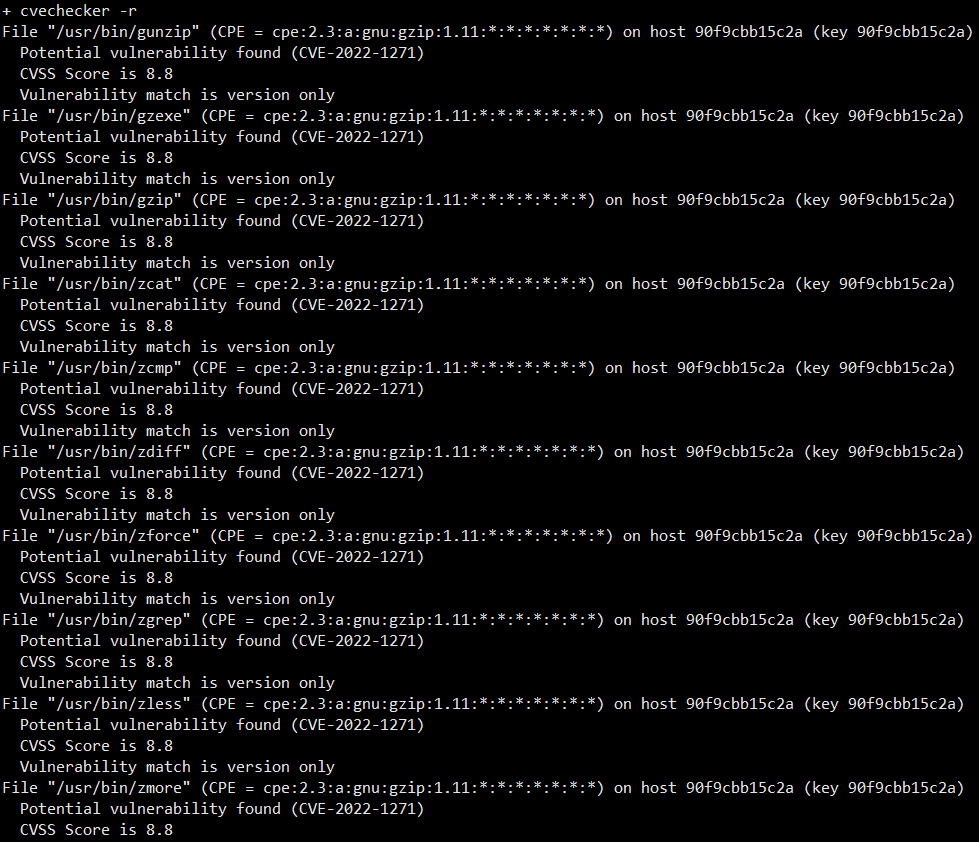 + cvechecker -r
File "/usr/bin/gunzip" (CPE = cpe:2.3:a:gnu:gzip:1.11:*:*:*:*:*:*:*) on host 90f9cbb15c2a (key 90f9cbb15c2a)
  Potential vulnerability found (CVE-2022-1271)
  CVSS Score is 8.8
  Vulnerability match is version only
File "/usr/bin/gzexe" (CPE = cpe:2.3:a:gnu:gzip:1.11:*:*:*:*:*:*:*) on host 90f9cbb15c2a (key 90f9cbb15c2a)
  Potential vulnerability found (CVE-2022-1271)
  CVSS Score is 8.8
  Vulnerability match is version only
File "/usr/bin/gzip" (CPE = cpe:2.3:a:gnu:gzip:1.11:*:*:*:*:*:*:*) on host 90f9cbb15c2a (key 90f9cbb15c2a)
  Potential vulnerability found (CVE-2022-1271)
  CVSS Score is 8.8
  Vulnerability match is version only
File "/usr/bin/zcat" (CPE = cpe:2.3:a:gnu:gzip:1.11:*:*:*:*:*:*:*) on host 90f9cbb15c2a (key 90f9cbb15c2a)
  Potential vulnerability found (CVE-2022-1271)
  CVSS Score is 8.8
  Vulnerability match is version only
File "/usr/bin/zcmp" (CPE = cpe:2.3:a:gnu:gzip:1.11:*:*:*:*:*:*:*) on host 90f9cbb15c2a (key 90f9cbb15c2a)
  Potential vulnerability found (CVE-2022-1271)
  CVSS Score is 8.8
  Vulnerability match is version only
File "/usr/bin/zdiff" (CPE = cpe:2.3:a:gnu:gzip:1.11:*:*:*:*:*:*:*) on host 90f9cbb15c2a (key 90f9cbb15c2a)
  Potential vulnerability found (CVE-2022-1271)
  CVSS Score is 8.8
  Vulnerability match is version only
File "/usr/bin/zforce" (CPE = cpe:2.3:a:gnu:gzip:1.11:*:*:*:*:*:*:*) on host 90f9cbb15c2a (key 90f9cbb15c2a)
  Potential vulnerability found (CVE-2022-1271)
  CVSS Score is 8.8
  Vulnerability match is version only
File "/usr/bin/zgrep" (CPE = cpe:2.3:a:gnu:gzip:1.11:*:*:*:*:*:*:*) on host 90f9cbb15c2a (key 90f9cbb15c2a)
  Potential vulnerability found (CVE-2022-1271)
  CVSS Score is 8.8
  Vulnerability match is version only
File "/usr/bin/zless" (CPE = cpe:2.3:a:gnu:gzip:1.11:*:*:*:*:*:*:*) on host 90f9cbb15c2a (key 90f9cbb15c2a)
  Potential vulnerability found (CVE-2022-1271)
  CVSS Score is 8.8
  Vulnerability match is version only
File "/usr/bin/zmore" (CPE = cpe:2.3:a:gnu:gzip:1.11:*:*:*:*:*:*:*) on host 90f9cbb15c2a (key 90f9cbb15c2a)
  Potential vulnerability found (CVE-2022-1271)
  CVSS Score is 8.8